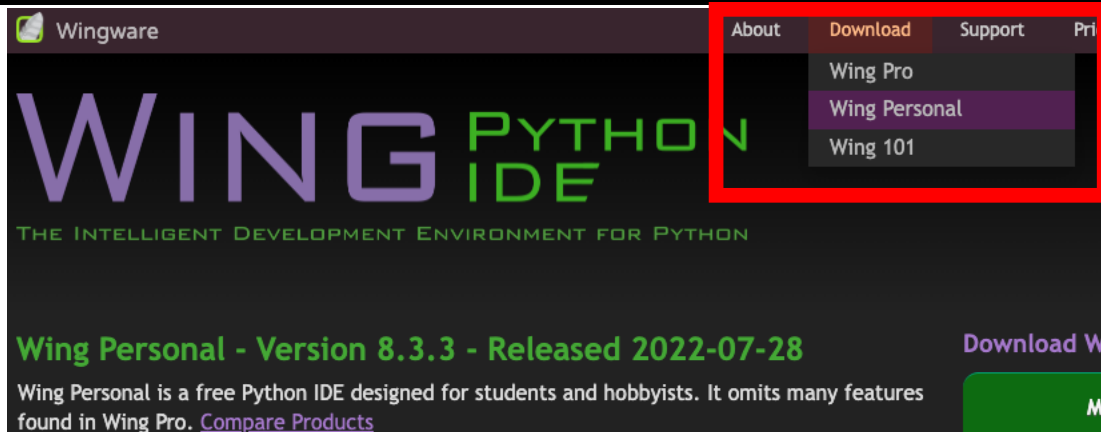 Wingware
About Download Support
Wing Pro
Wing Personal
Wing 101
WING PYTHON
IDE
THE INTELLIGENT DEVELOPMENT ENVIRONMENT FOR PYTHON
Wing Personal - Version 8.3.3 - Released 2022-07-28
Wing Personal is a free Python IDE designed for students and hobbyists. It omits many features
found in Wing Pro. Compare Products
Download W
M